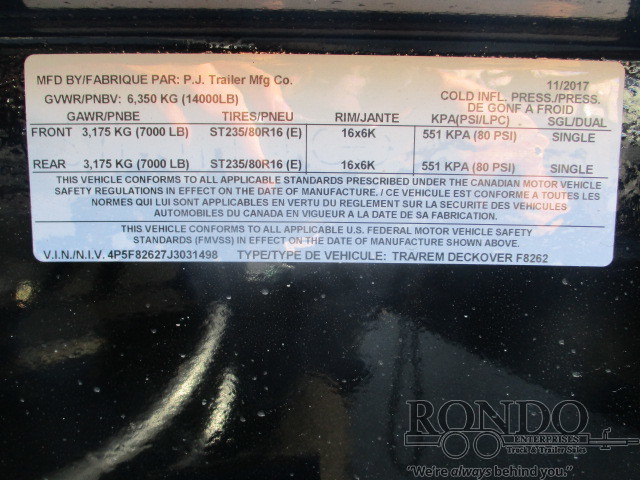 MFD BY/FABRIQUE PAR: P.J. Trailer Mfg Co. 11/2017
GVWR/PNBV: 6,350 KG (14000LB) COLD INFL. PRESS./PRESS. DE GONF A FROID
GAWR/PNBE TIRES/PNEU RIM/JANTE KPA(PSI/LPC) SGL/DUAL
FRONT 3,175 KG (7000 LB) ST235/80R16 (E) 16x6K 551 KPA (80 PSI) SINGLE
REAR 3,175 KG (7000 LB) ST235/80R16 (E) 16x6K 551 KPA (80 PSI) SINGLE
THIS VEHICLE CONFORMS TO ALL APPLICABLE STANDARDS PRESCRIBED UNDER THE CANADIAN MOTOR VEHICLE
SAFETY REGULATIONS IN EFFECT ON THE DATE OF MANUFACTURE. / CE VEHICULE EST CONFORME A TOUTES LES
NORMES QUI LUI SONT APPLICABLES EN VERTU DU REGLEMENT SUR LA SECURITE DES VEHICULES
AUTOMOBILES DU CANADA EN VIGUEUR A LA DATE DE SA FABRICATION.
THIS VEHICLE CONFORMS TO ALL APPLICABLE U.S. FEDERAL MOTOR VEHICLE SAFETY
STANDARDS (FMVSS) IN EFFECT ON THE DATE OF MANUFACTURE SHOWN ABOVE.
V.I.N./N.I.V. 4P5F82627J3031498 TYPE/TYPE DE VEHICULE: TRA/REM DECKOVER F8262
RONDO
ENTERPRISES
Truck & Trailer Sales
"We're always behind you."